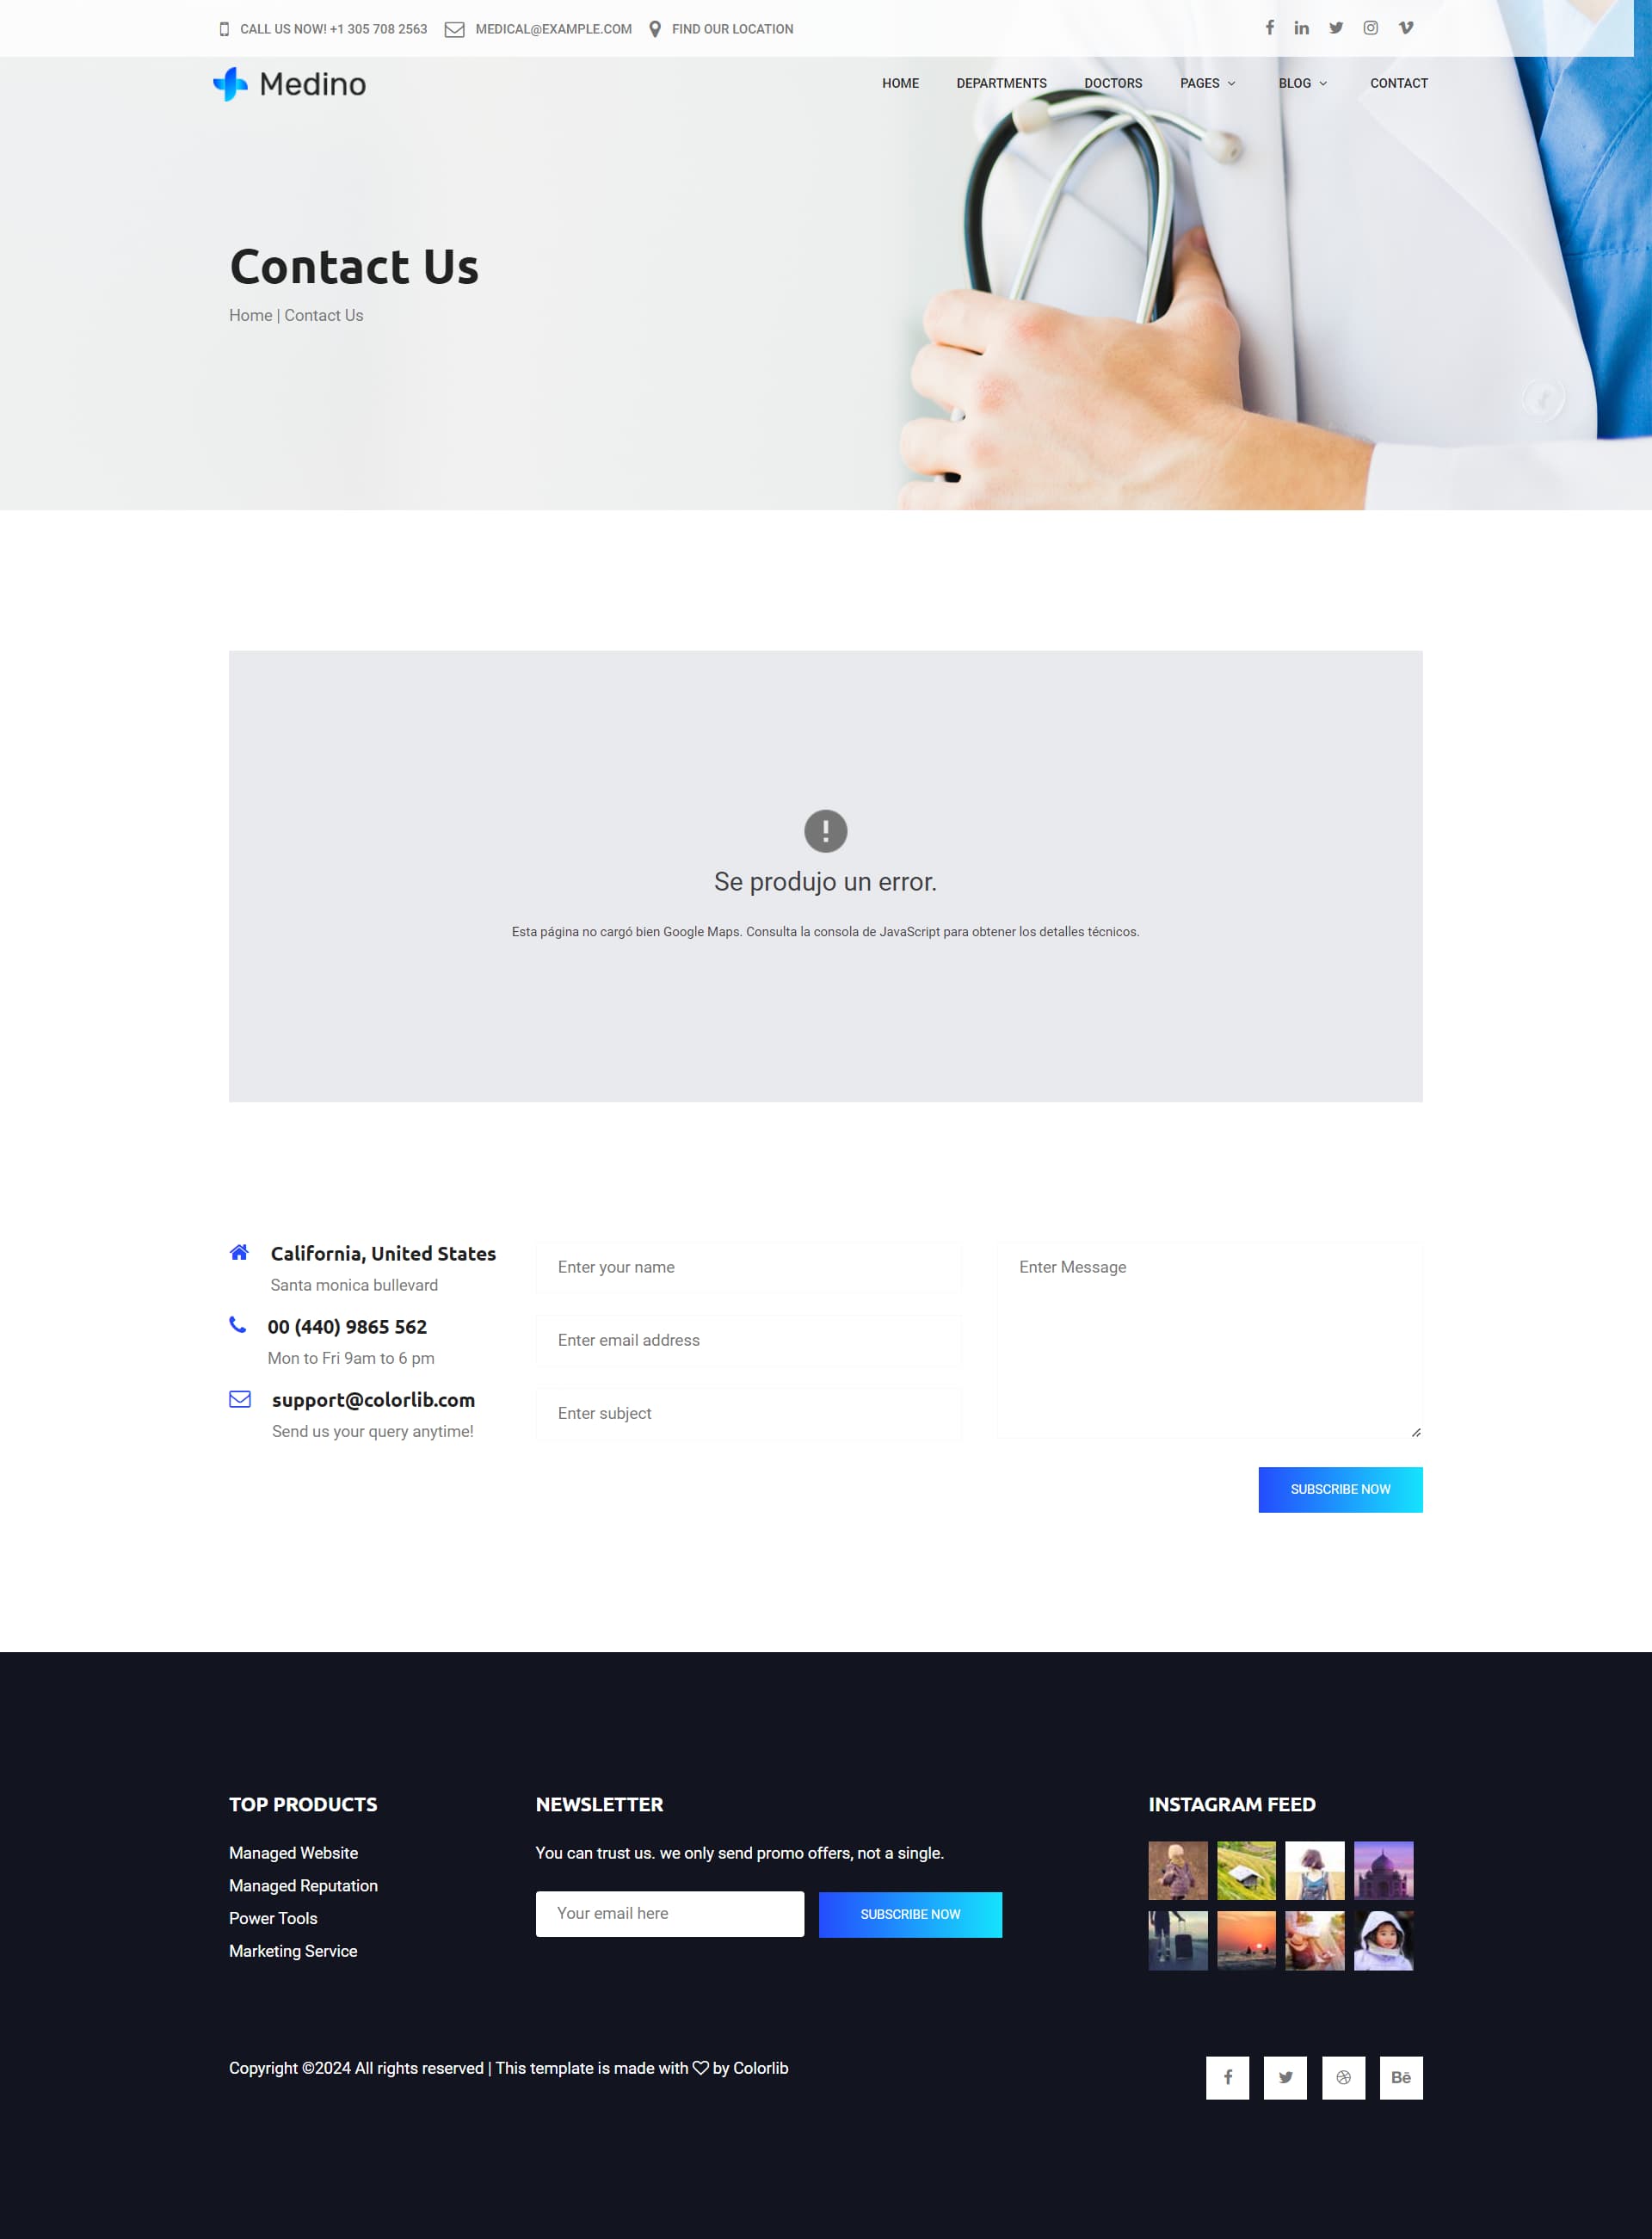 CALL US NOW! +1 305 708 2563 MEDICAL@EXAMPLE.COM FIND OUR LOCATION
Medino
HOME DEPARTMENTS DOCTORS PAGES BLOG CONTACT
Contact Us
Home | Contact Us
Se produjo un error.
Esta página no cargó bien Google Maps. Consulta la consola de JavaScript para obtener los detalles técnicos.
California, United States
Santa monica bullevard
00 (440) 9865 562
Mon to Fri 9am to 6 pm
support@colorlib.com
Send us your query anytime!
Enter your name
Enter email address
Enter subject
Enter Message
SUBSCRIBE NOW
TOP PRODUCTS
Managed Website
Managed Reputation
Power Tools
Marketing Service
NEWSLETTER
You can trust us. we only send promo offers, not a single.
Your email here
SUBSCRIBE NOW
INSTAGRAM FEED
Copyright ©2024 All rights reserved | This template is made with ♡ by Colorlib